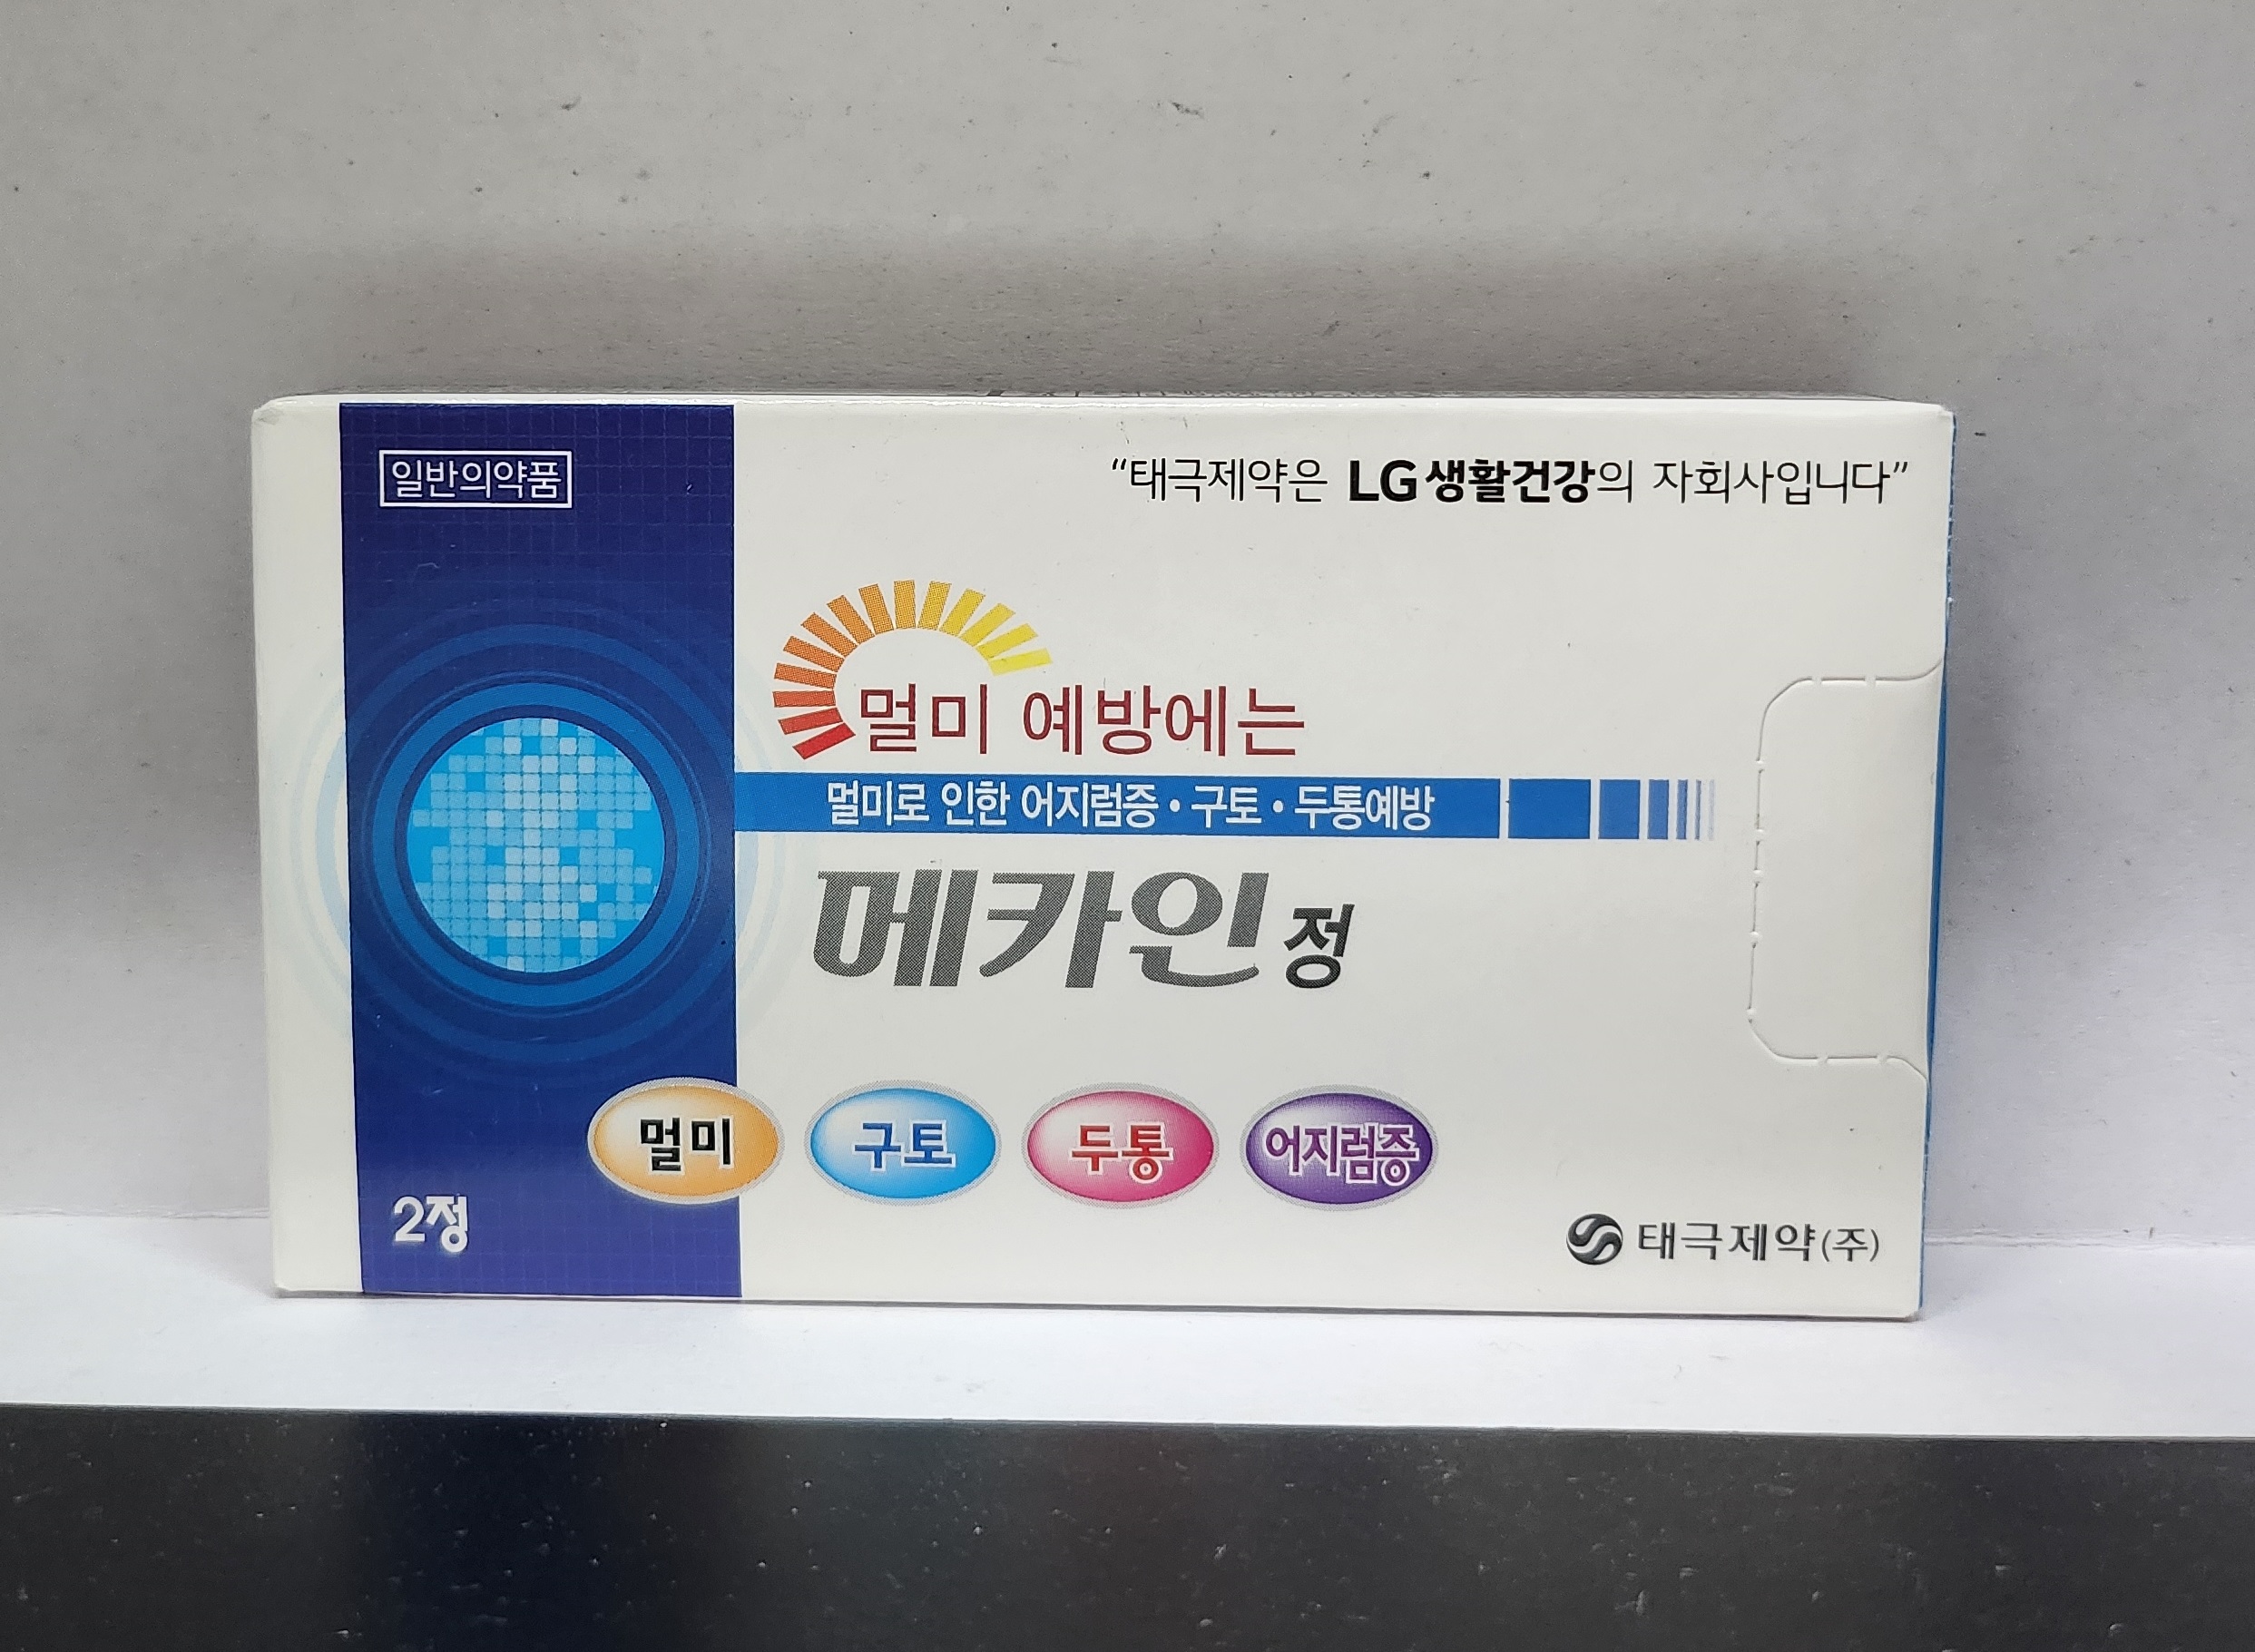 일반의약품
“태극제약은 LG생활건강의 자회사입니다”
멀미 예방에는
멀미로 인한 어지럼증·구토·두통예방
메카인정
멀미 구토 두통 어지럼증
2정
태극제약(주)